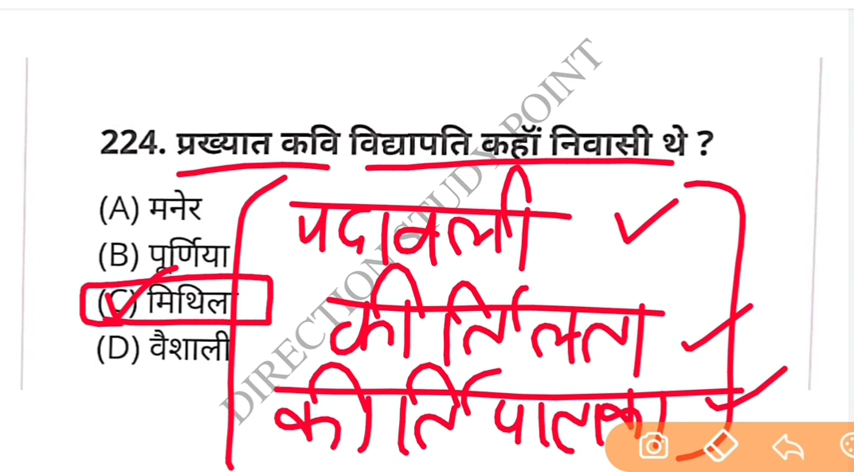 224. प्रख्यात कवि विद्यापति कहाँ निवासी थे ?
(A) मनेर
(B) पूर्णिया
(C) मिथिल
(D) वैशाली
पदावली
कीर्तिलता
कीर्ति पताका
DIRECTION STUDY POINT